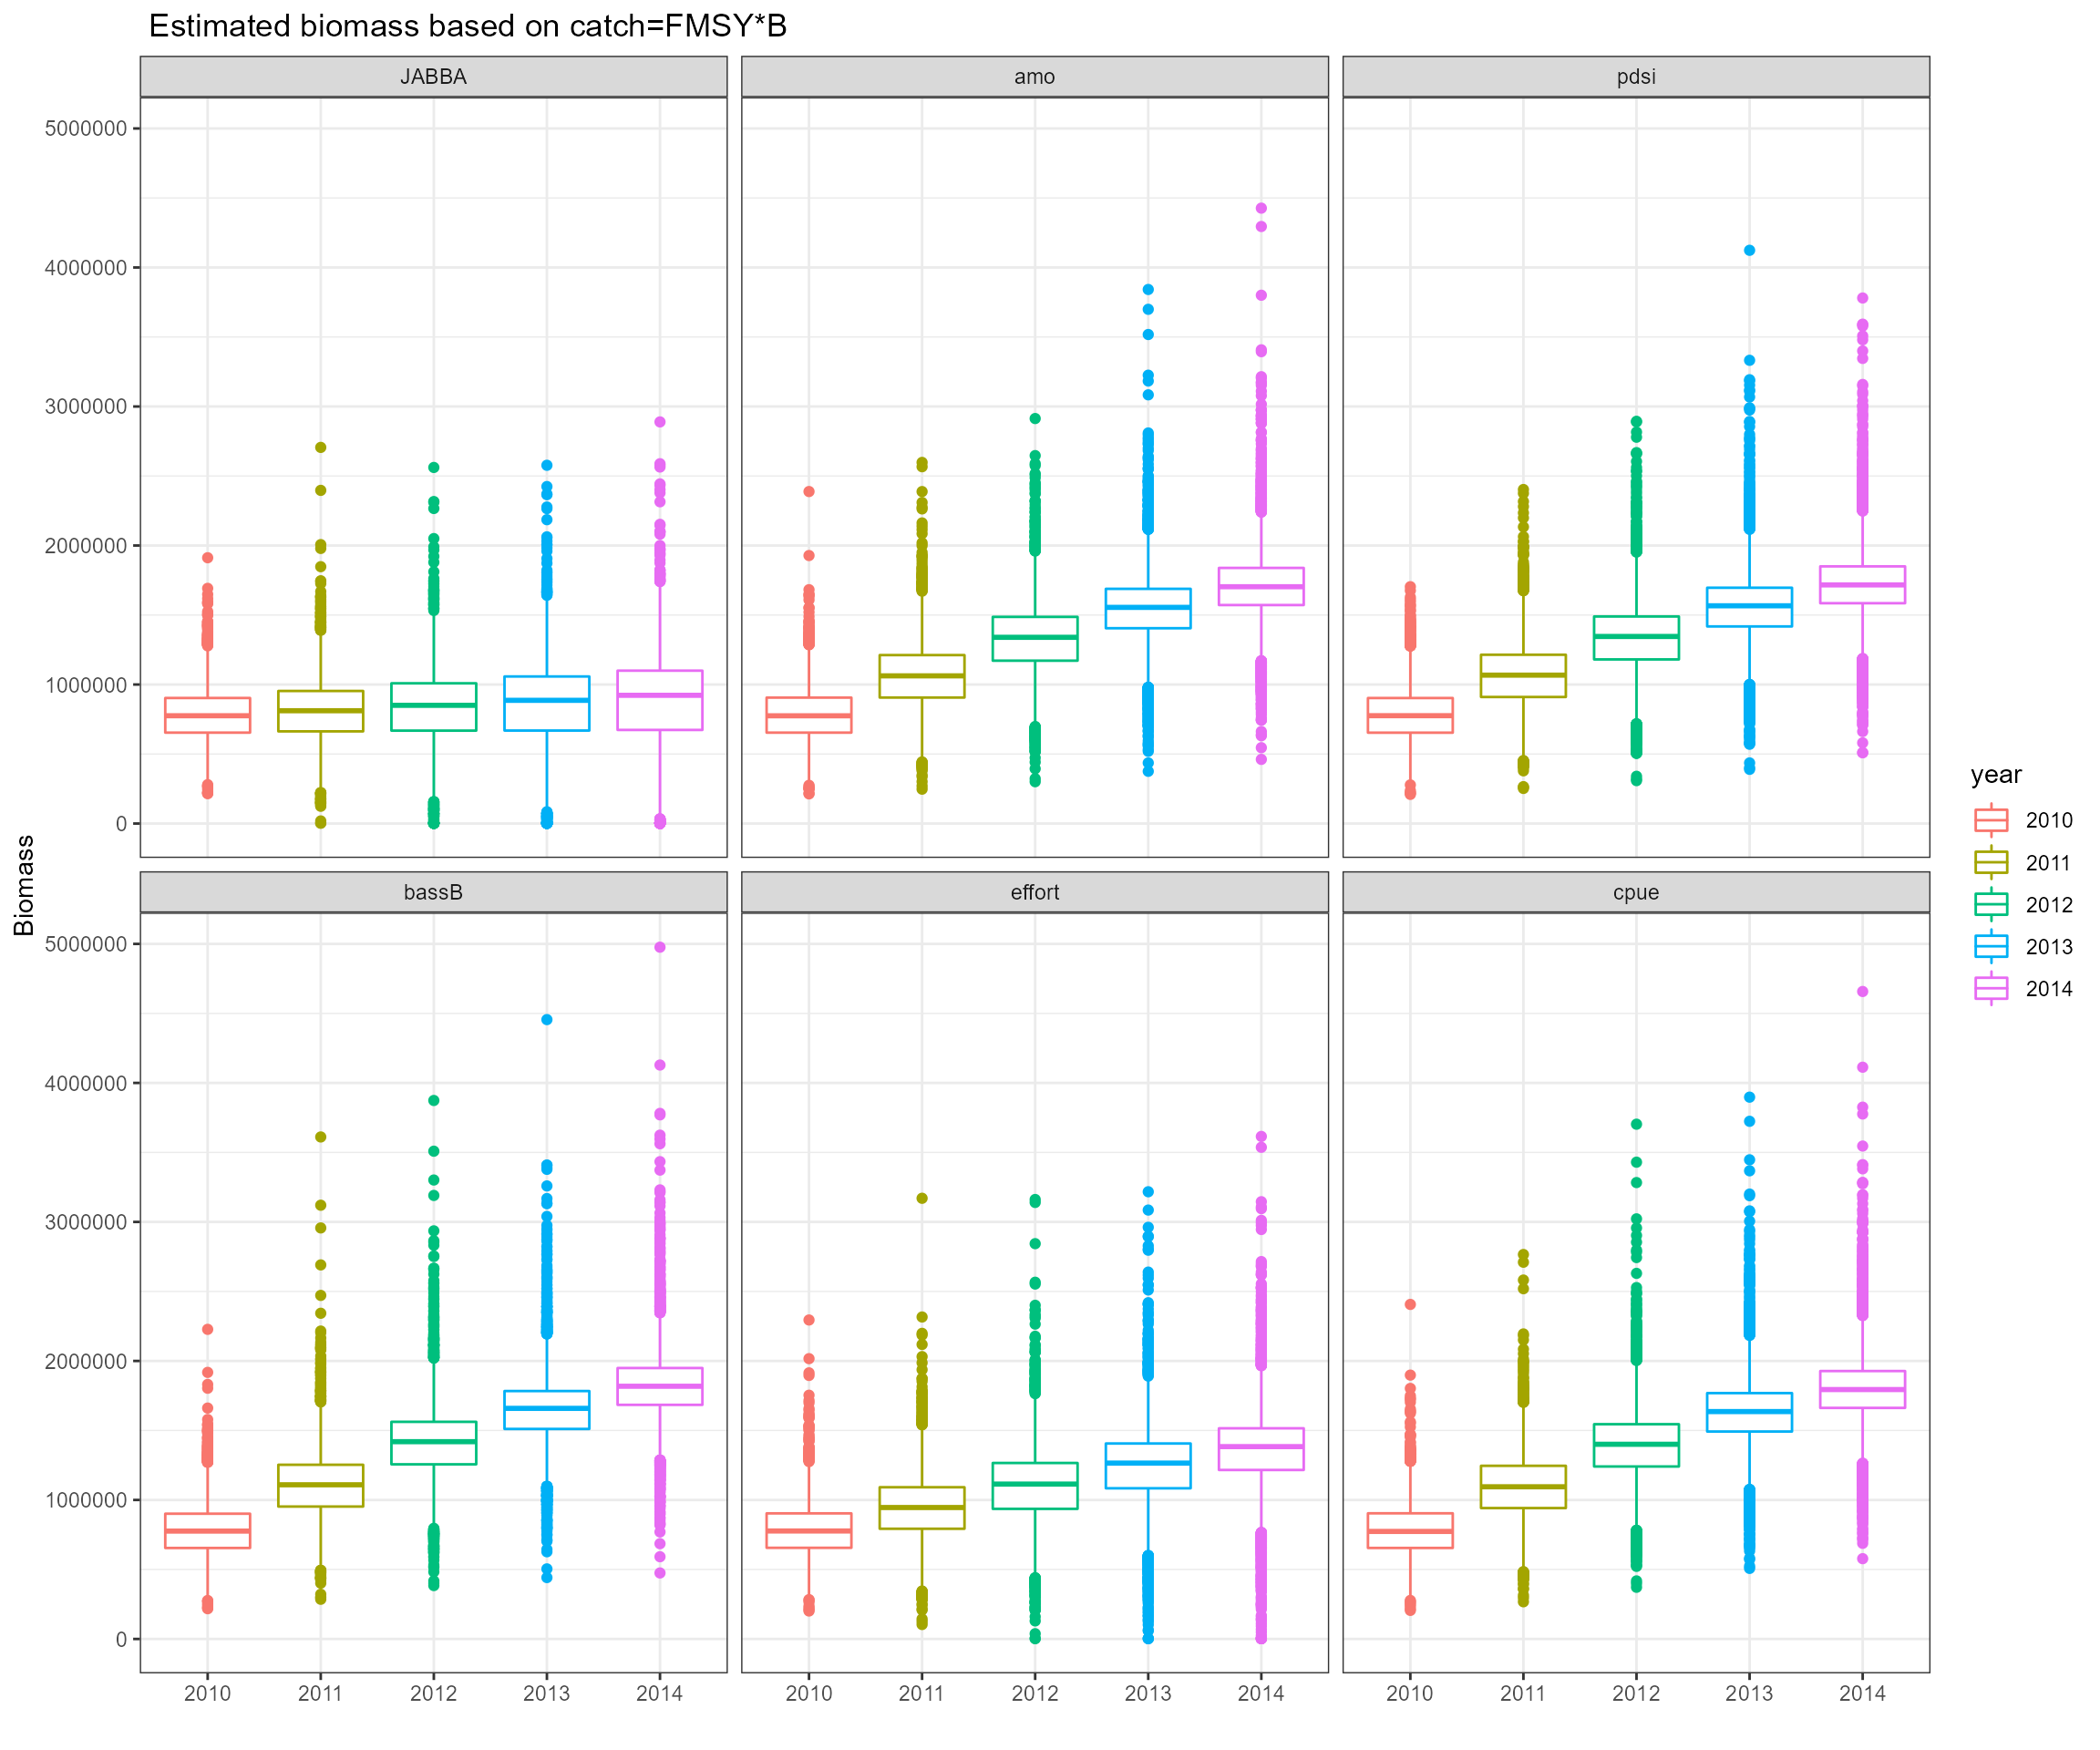 Estimated biomass based on catch=FMSY*B
JABBA
amo
pdsi
5000000
4000000
3000000
2000000
1000000
0
bassB
effort
cpue
5000000
4000000
3000000
2000000
1000000
0
2010 2011 2012 2013 2014
2010 2011 2012 2013 2014
2010 2011 2012 2013 2014
Biomass
year
2010
2011
2012
2013
2014